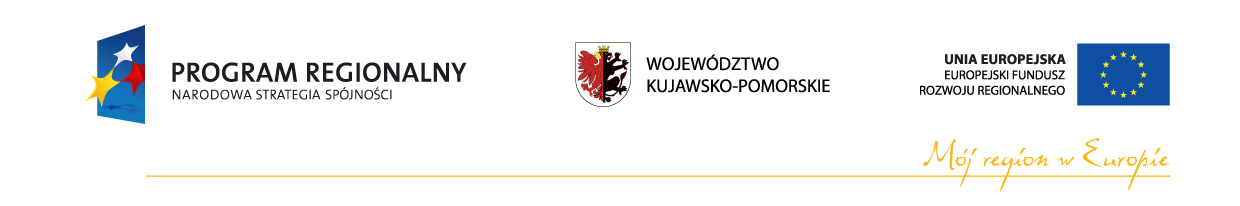 PROGRAM REGIONALNY
NARODOWA STRATEGIA SPÓJNOŚCI
WOJEWÓDZTWO
KUJAWSKO-POMORSKIE
UNIA EUROPEJSKA
EUROPEJSKI FUNDUSZ
ROZWOJU REGIONALNEGO
Mój region w Europie